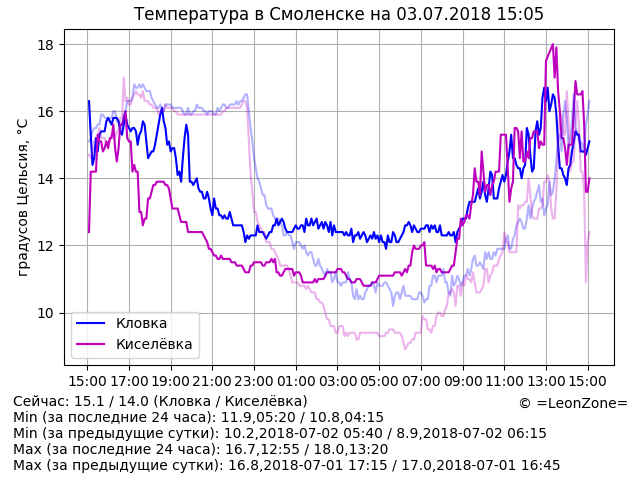 Температура в Смоленске на 03.07.2018 15:05
градусов Цельсия, °C
18
16
14
12
10
Кловка
Киселёвка
15:00 17:00 19:00 21:00 23:00 01:00 03:00 05:00 07:00 09:00 11:00 13:00 15:00
Сейчас: 15.1 / 14.0 (Кловка / Киселёвка)
© =LeonZone=
Min (за последние 24 часа): 11.9,05:20 / 10.8,04:15
Min (за предыдущие сутки): 10.2,2018-07-02 05:40 / 8.9,2018-07-02 06:15
Max (за последние 24 часа): 16.7,12:55 / 18.0,13:20
Max (за предыдущие сутки): 16.8,2018-07-01 17:15 / 17.0,2018-07-01 16:45